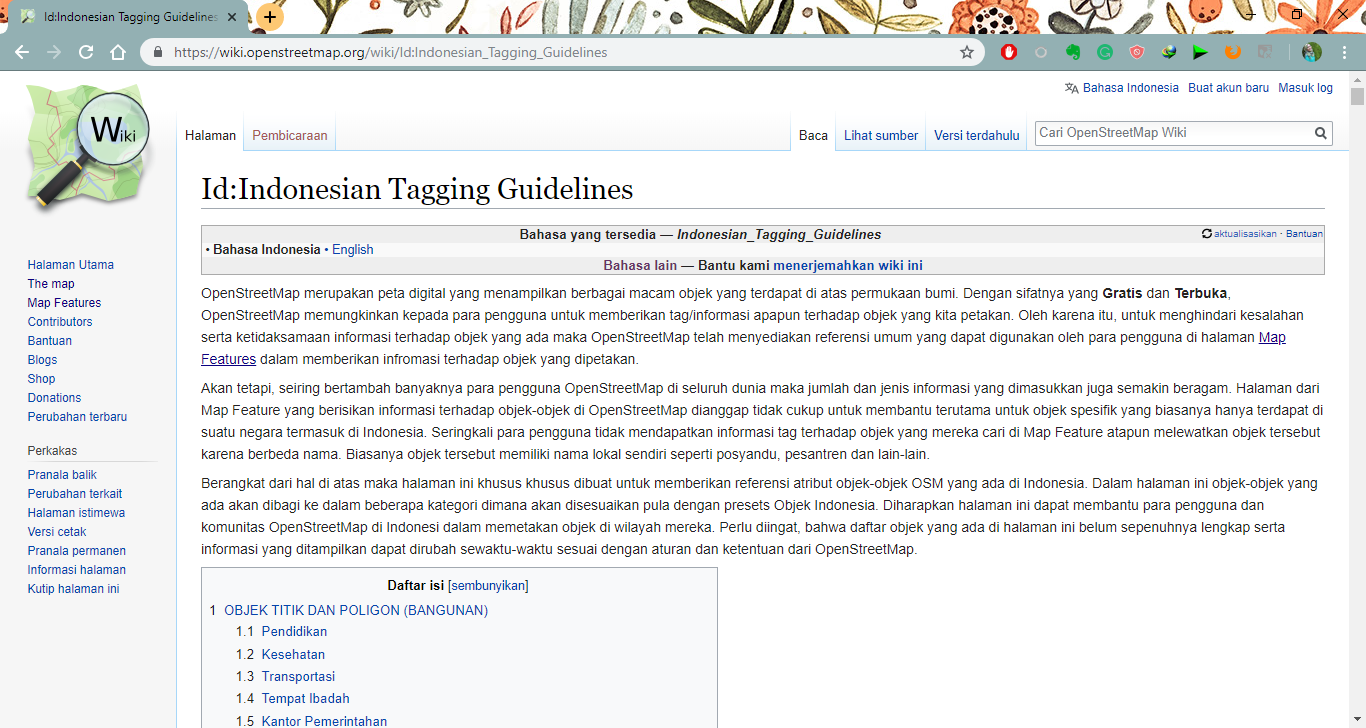 Id:Indonesian Tagging Guidelines
https://wiki.openstreetmap.org/wiki/Id:Indonesian_Tagging_Guidelines
Wiki
Bahasa Indonesia Buat akun baru Masuk log
Halaman Pembicaraan Baca Lihat sumber Versi terdahulu Cari OpenStreetMap Wiki
Id:Indonesian Tagging Guidelines
Bahasa yang tersedia — Indonesian_Tagging_Guidelines aktualisasikan · Bantuan
• Bahasa Indonesia • English
Bahasa lain — Bantu kami menerjemahkan wiki ini
Halaman Utama
The map
Map Features
Contributors
Bantuan
Blogs
Shop
Donations
Perubahan terbaru
Perkakas
Pranala balik
Perubahan terkait
Halaman istimewa
Versi cetak
Pranala permanen
Informasi halaman
Kutip halaman ini
OpenStreetMap merupakan peta digital yang menampilkan berbagai macam objek yang terdapat di atas permukaan bumi. Dengan sifatnya yang Gratis dan Terbuka,
OpenStreetMap memungkinkan kepada para pengguna untuk memberikan tag/informasi apapun terhadap objek yang kita petakan. Oleh karena itu, untuk menghindari kesalahan
serta ketidaksamaan informasi terhadap objek yang ada maka OpenStreetMap telah menyediakan referensi umum yang dapat digunakan oleh para pengguna di halaman Map
Features dalam memberikan infromasi terhadap objek yang dipetakan.
Akan tetapi, seiring bertambah banyaknya para pengguna OpenStreetMap di seluruh dunia maka jumlah dan jenis informasi yang dimasukkan juga semakin beragam. Halaman dari
Map Feature yang berisikan informasi terhadap objek-objek di OpenStreetMap dianggap tidak cukup untuk membantu terutama untuk objek spesifik yang biasanya hanya terdapat di
suatu negara termasuk di Indonesia. Seringkali para pengguna tidak mendapatkan informasi tag terhadap objek yang mereka cari di Map Feature atapun melewatkan objek tersebut
karena berbeda nama. Biasanya objek tersebut memiliki nama lokal sendiri seperti posyandu, pesantren dan lain-lain.
Berangkat dari hal di atas maka halaman ini khusus khusus dibuat untuk memberikan referensi atribut objek-objek OSM yang ada di Indonesia. Dalam halaman ini objek-objek yang
ada akan dibagi ke dalam beberapa kategori dimana akan disesuaikan pula dengan presets Objek Indonesia. Diharapkan halaman ini dapat membantu para pengguna dan
komunitas OpenStreetMap di Indonesi dalam memetakan objek di wilayah mereka. Perlu diingat, bahwa daftar objek yang ada di halaman ini belum sepenuhnya lengkap serta
informasi yang ditampilkan dapat dirubah sewaktu-waktu sesuai dengan aturan dan ketentuan dari OpenStreetMap.
Daftar isi [sembunyikan]
1 OBJEK TITIK DAN POLIGON (BANGUNAN)
1.1 Pendidikan
1.2 Kesehatan
1.3 Transportasi
1.4 Tempat Ibadah
1.5 Kantor Pemerintahan